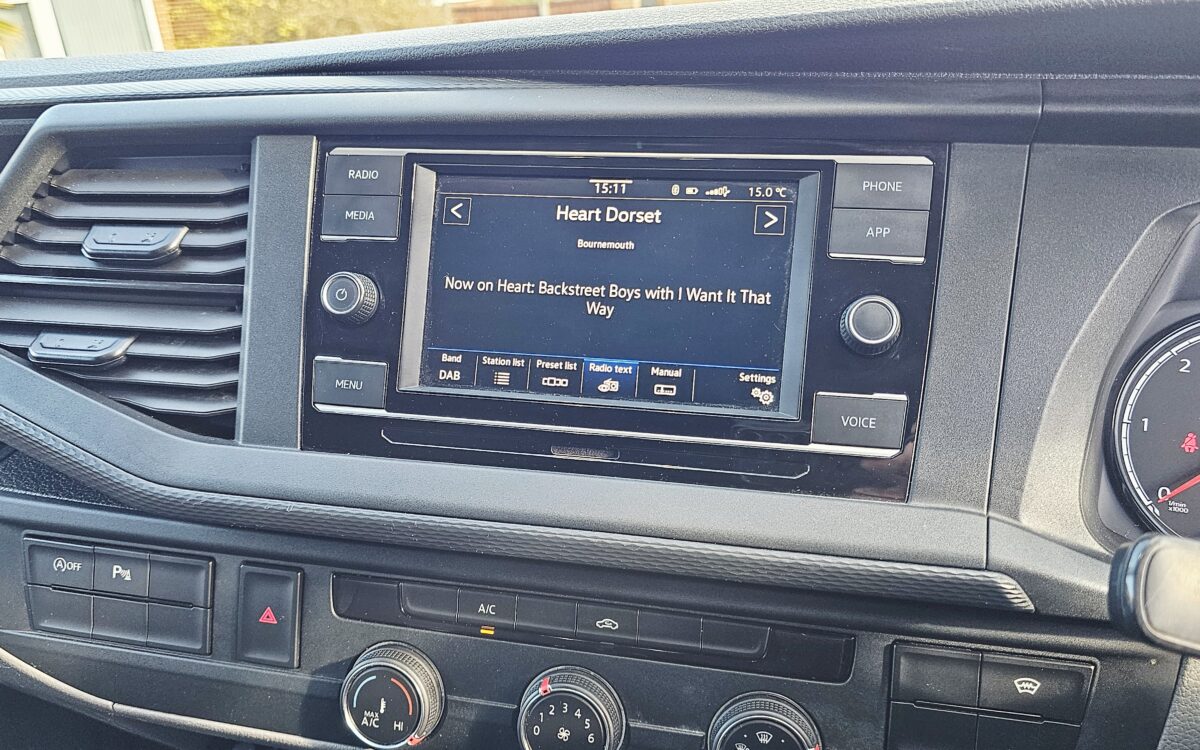 RADIO
MEDIA
MENU
15:11 15.0 °C
Heart Dorset
Bournemouth
Now on Heart: Backstreet Boys with I Want It That
Way
Band Station list Preset list Radio text Manual Settings
DAB
PHONE
APP
VOICE
2
1
0
1/min
x1000
(A)OFF
P
A/C
MAX
A/C
HI
0 1 2 3 4 5 6